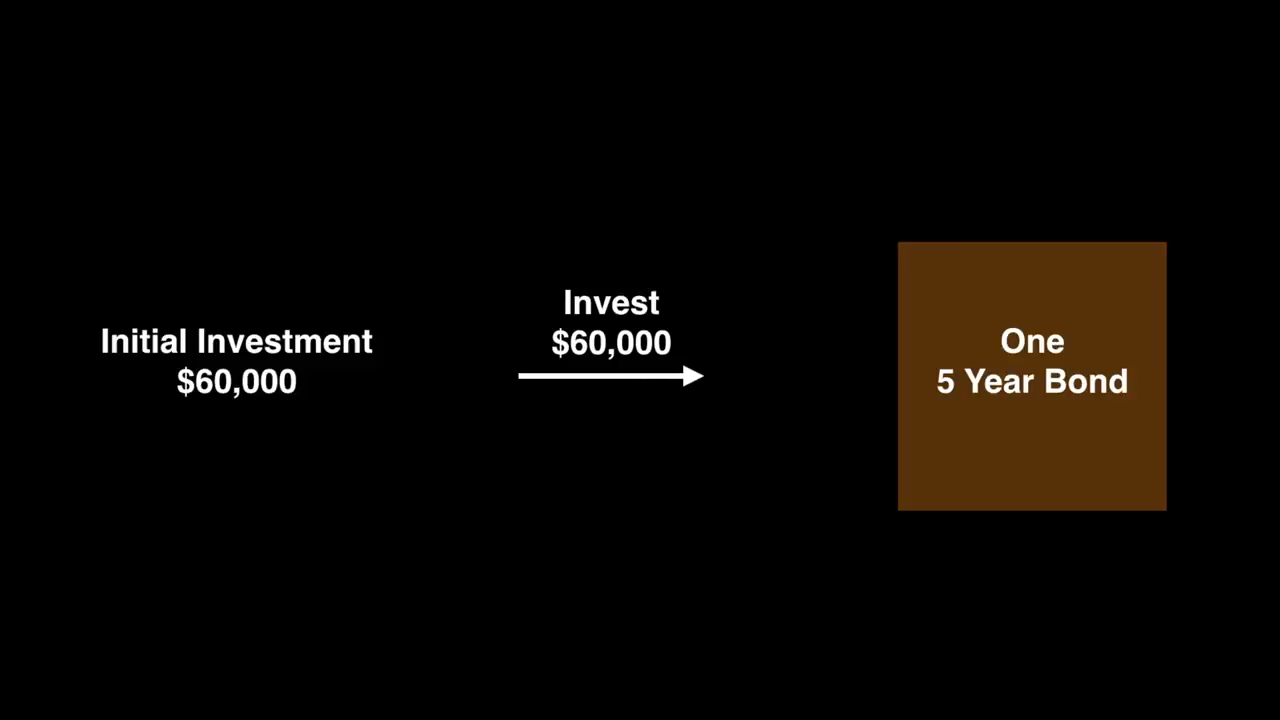 Initial Investment
$60,000
Invest
$60,000
One
5 Year Bond